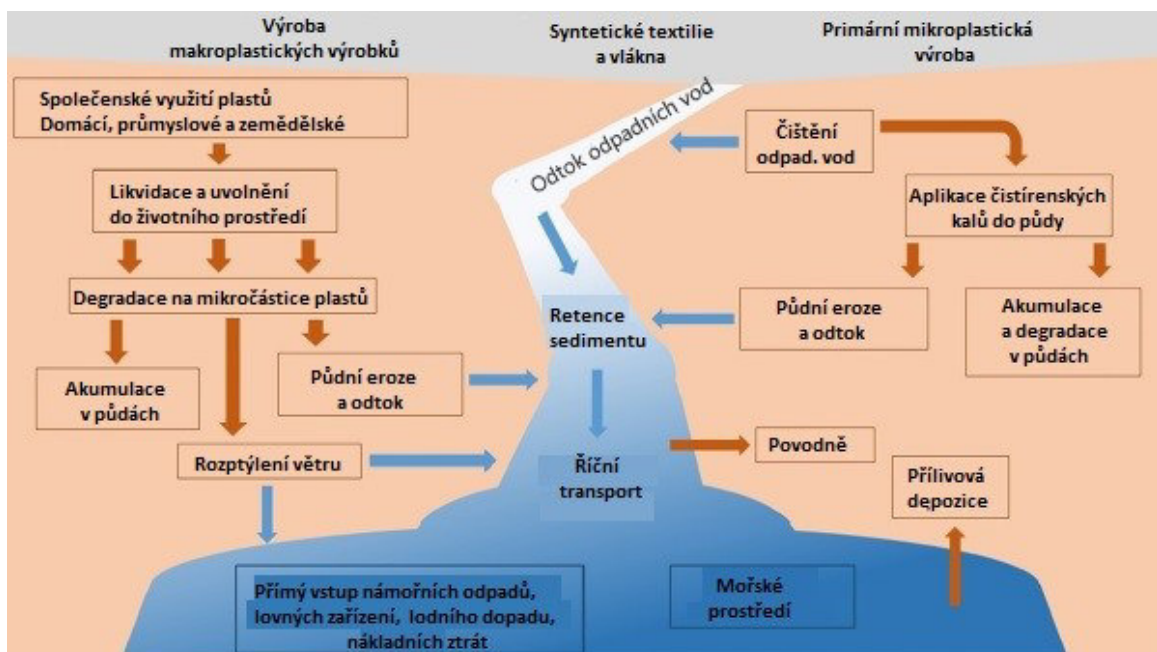 Výroba
makroplastických výrobků
Syntetické textilie
a vlákna
Primární mikroplastická
výroba
Společenské využití plastů
Domácí, průmyslové a zemědělské
Odtok odpadních vod
Čištění
odpad. vod
Likvidace a uvolnění
do životního prostředí
Aplikace čistírenských
kalů do půdy
Degradace na mikročástice plastů
Retence
sedimentu
Půdní eroze
a odtok
Akumulace
a degradace
v půdách
Akumulace
v půdách
Půdní eroze
a odtok
Rozptýlení větru
Říční
transport
Povodně
Přílivová
depozice
Přímý vstup námořních odpadů,
lovných zařízení, lodního dopadu,
nákladních ztrát
Mořské
prostředí